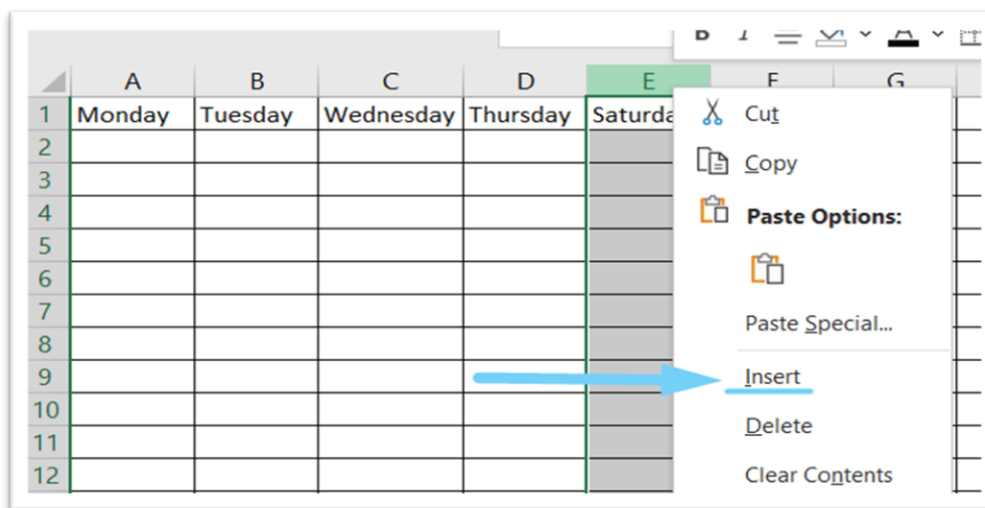 B I
A B C D E F G
1 Monday Tuesday Wednesday Thursday Saturda
2
3
4
5
6
7
8
9
10
11
12
Cut
Copy
Paste Options:
Paste Special...
Insert
Delete
Clear Contents